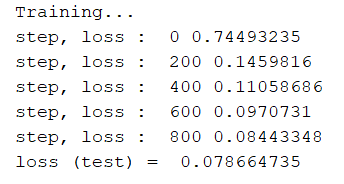 Training...
step, loss :  0 0.74493235
step, loss :  200 0.1459816
step, loss :  400 0.11058686
step, loss :  600 0.0970731
step, loss :  800 0.08443348
loss (test) =  0.078664735